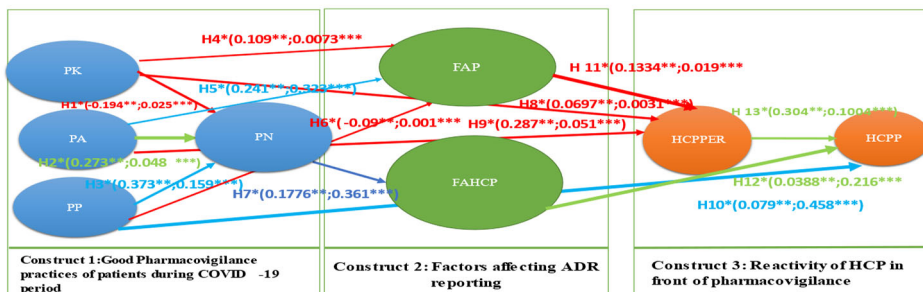 H4*(0.109**;0.0073***
PK
FAP
H 11*(0.1334**;0.019***
H5*(0.241**;0.323***)
H1*(-0.194**;0.025***)
H8*(0.0697**;0.0031***)
H 13*(0.304**;0.1004***)
PA
PN
H6*( -0.09**;0.001***
H9*(0.287**;0.051***)
HCPPER
HCPP
H2*(0.273**;0.048 ***)
H3*(0.373**;0.159***)
FAHCP
H12*(0.0388**;0.216***
PP
H7*(0.1776**;0.361***)
H10*(0.079**;0.458***)
Construct 1:Good Pharmacovigilance
practices of patients during COVID -19
period
Construct 2: Factors affecting ADR
reporting
Construct 3: Reactivity of HCP in
front of pharmacovigilance